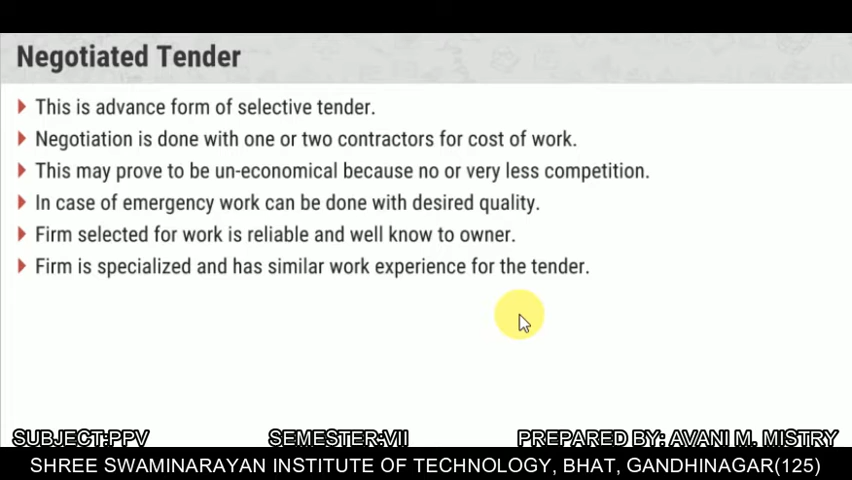 Negotiated Tender
This is advance form of selective tender.
Negotiation is done with one or two contractors for cost of work.
This may prove to be un-economical because no or very less competition.
In case of emergency work can be done with desired quality.
Firm selected for work is reliable and well know to owner.
Firm is specialized and has similar work experience for the tender.
SUBJECT:PPV SEMESTER:VII PREPARED BY: AVANI M. MISTRY
SHREE SWAMINARAYAN INSTITUTE OF TECHNOLOGY, BHAT, GANDHINAGAR(125)